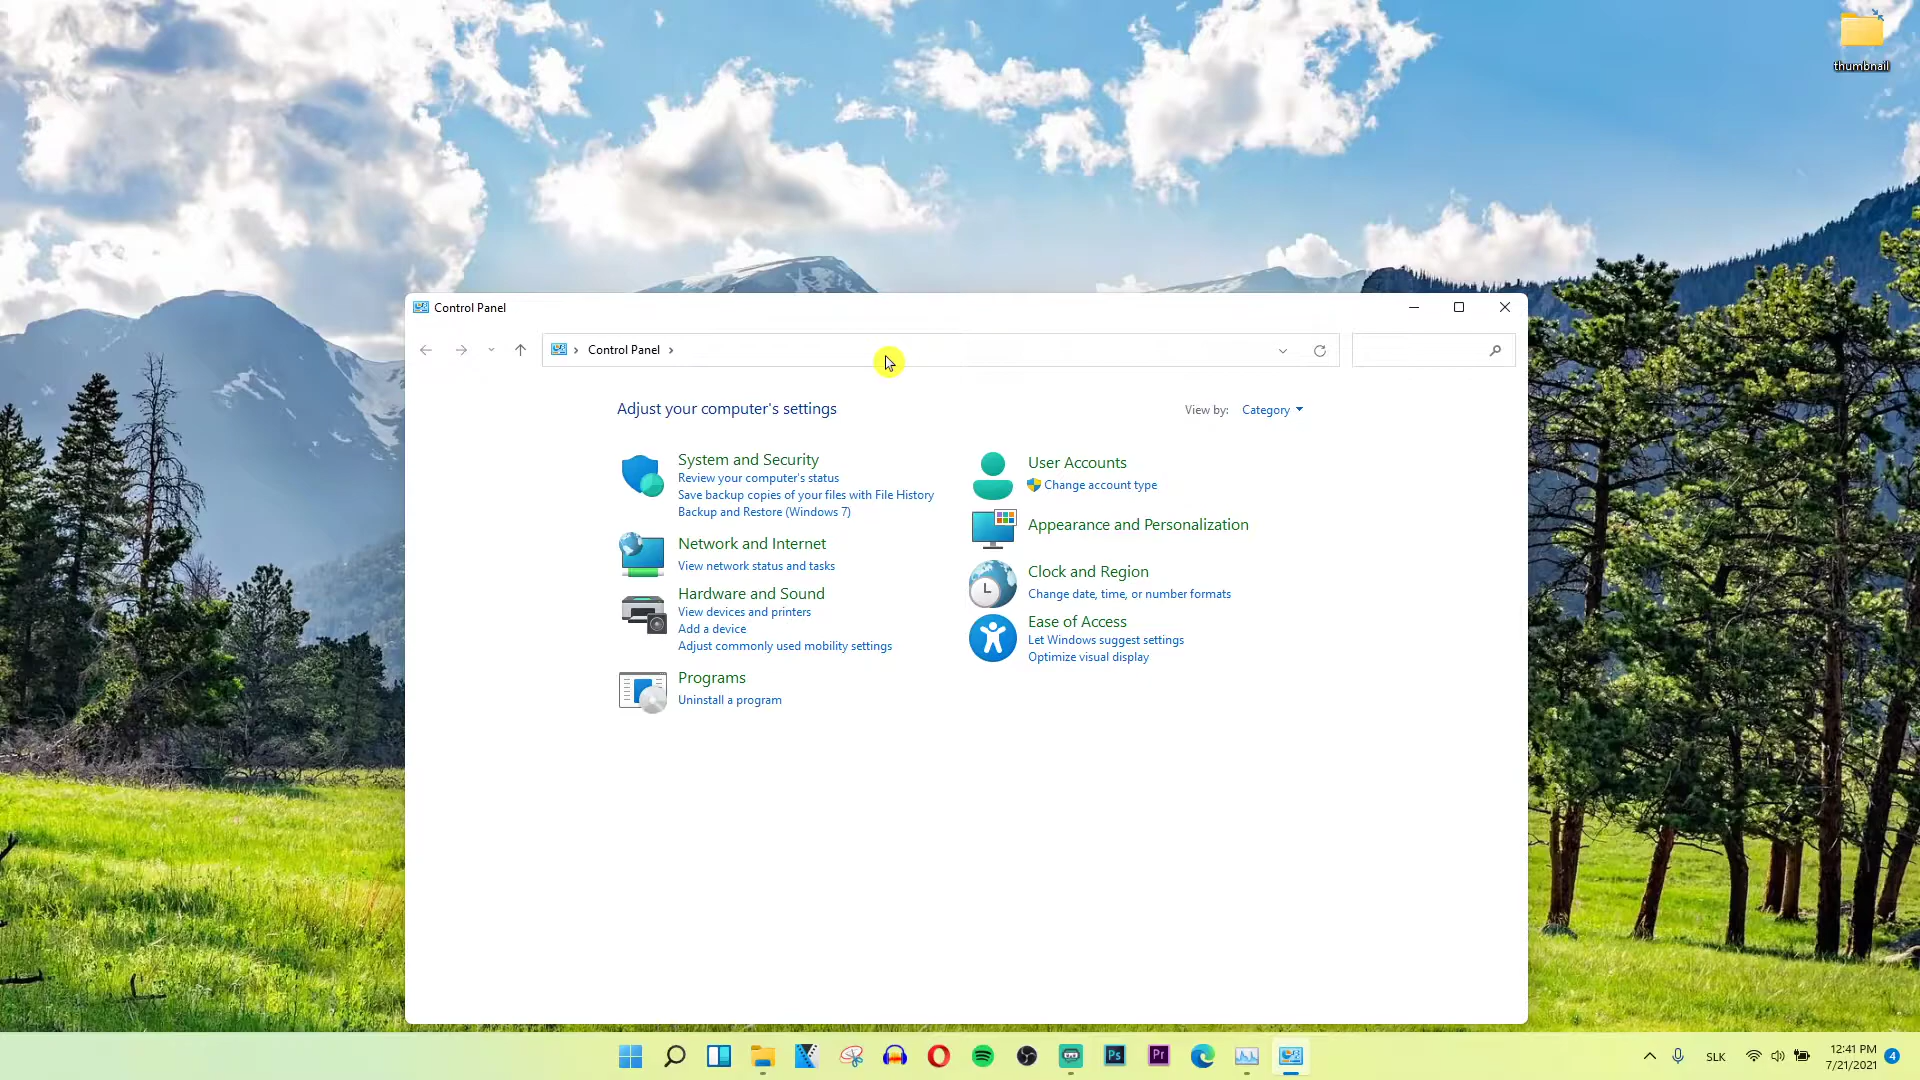 thumbnail
Control Panel
Control Panel
Adjust your computer's settings
View by: Category
System and Security
Review your computer's status
Save backup copies of your files with File History
Backup and Restore (Windows 7)
Network and Internet
View network status and tasks
Hardware and Sound
View devices and printers
Add a device
Adjust commonly used mobility settings
Programs
Uninstall a program
User Accounts
Change account type
Appearance and Personalization
Clock and Region
Change date, time, or number formats
Ease of Access
Let Windows suggest settings
Optimize visual display
Ps
Pr
SLK
12:41 PM
7/21/2021
4